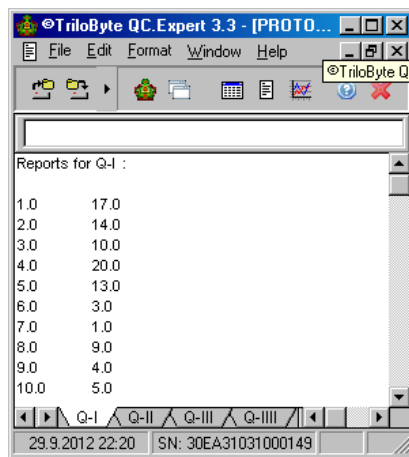 ©TriloByte QC.Expert 3.3 - [PROTO...
File Edit Format Window Help
©TriloByte Q
Reports for Q-I :
1.0 17.0
2.0 14.0
3.0 10.0
4.0 20.0
5.0 13.0
6.0 3.0
7.0 1.0
8.0 9.0
9.0 4.0
10.0 5.0
Q-I Q-II Q-III Q-IIII
29.9.2012 22:20 SN: 30EA31031000149